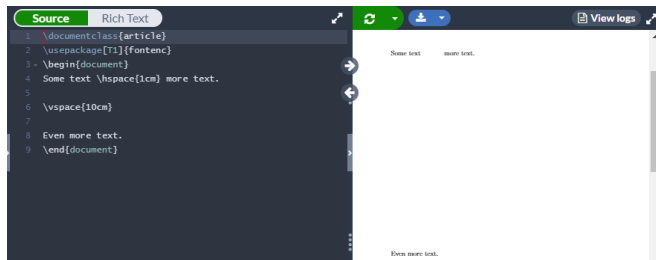 Source Rich Text
View logs
1 \documentclass{article}
2 \usepackage[T1]{fontenc}
3 \begin{document}
4 Some text \hspace{1cm} more text.
5
6 \vspace{10cm}
7
8 Even more text.
9 \end{document}
Some text more text.
Even more text.